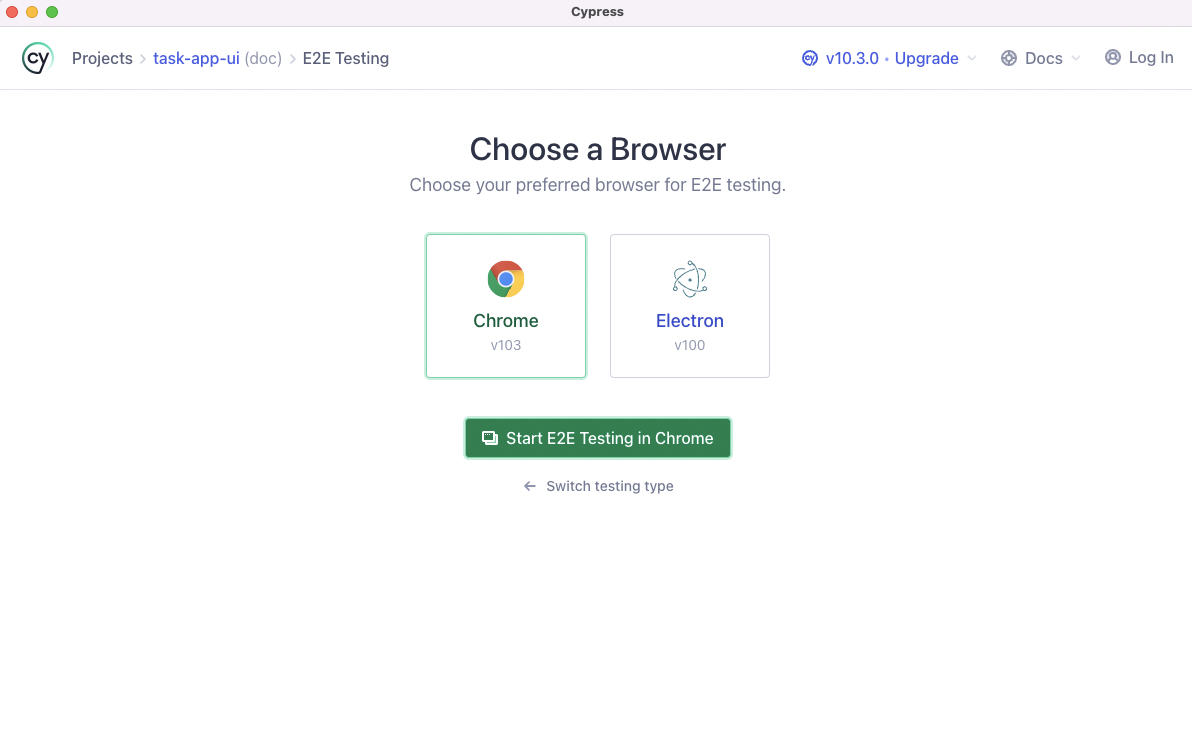 Cypress
cy Projects > task-app-ui (doc) > E2E Testing cy v10.3.0 • Upgrade Docs Log In
Choose a Browser
Choose your preferred browser for E2E testing.
Chrome Electron
v103 v100
Start E2E Testing in Chrome
← Switch testing type